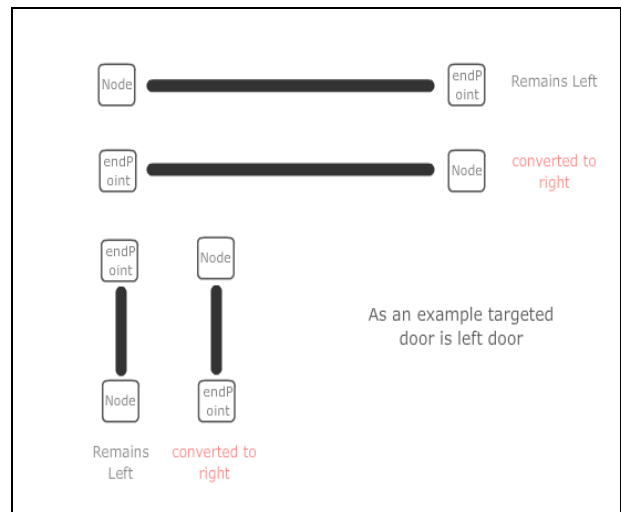 Node
endP
oint
Remains Left
endP
oint
Node
converted to
right
endP
oint
Node
As an example targeted
door is left door
Node
endP
oint
Remains
Left
converted to
right